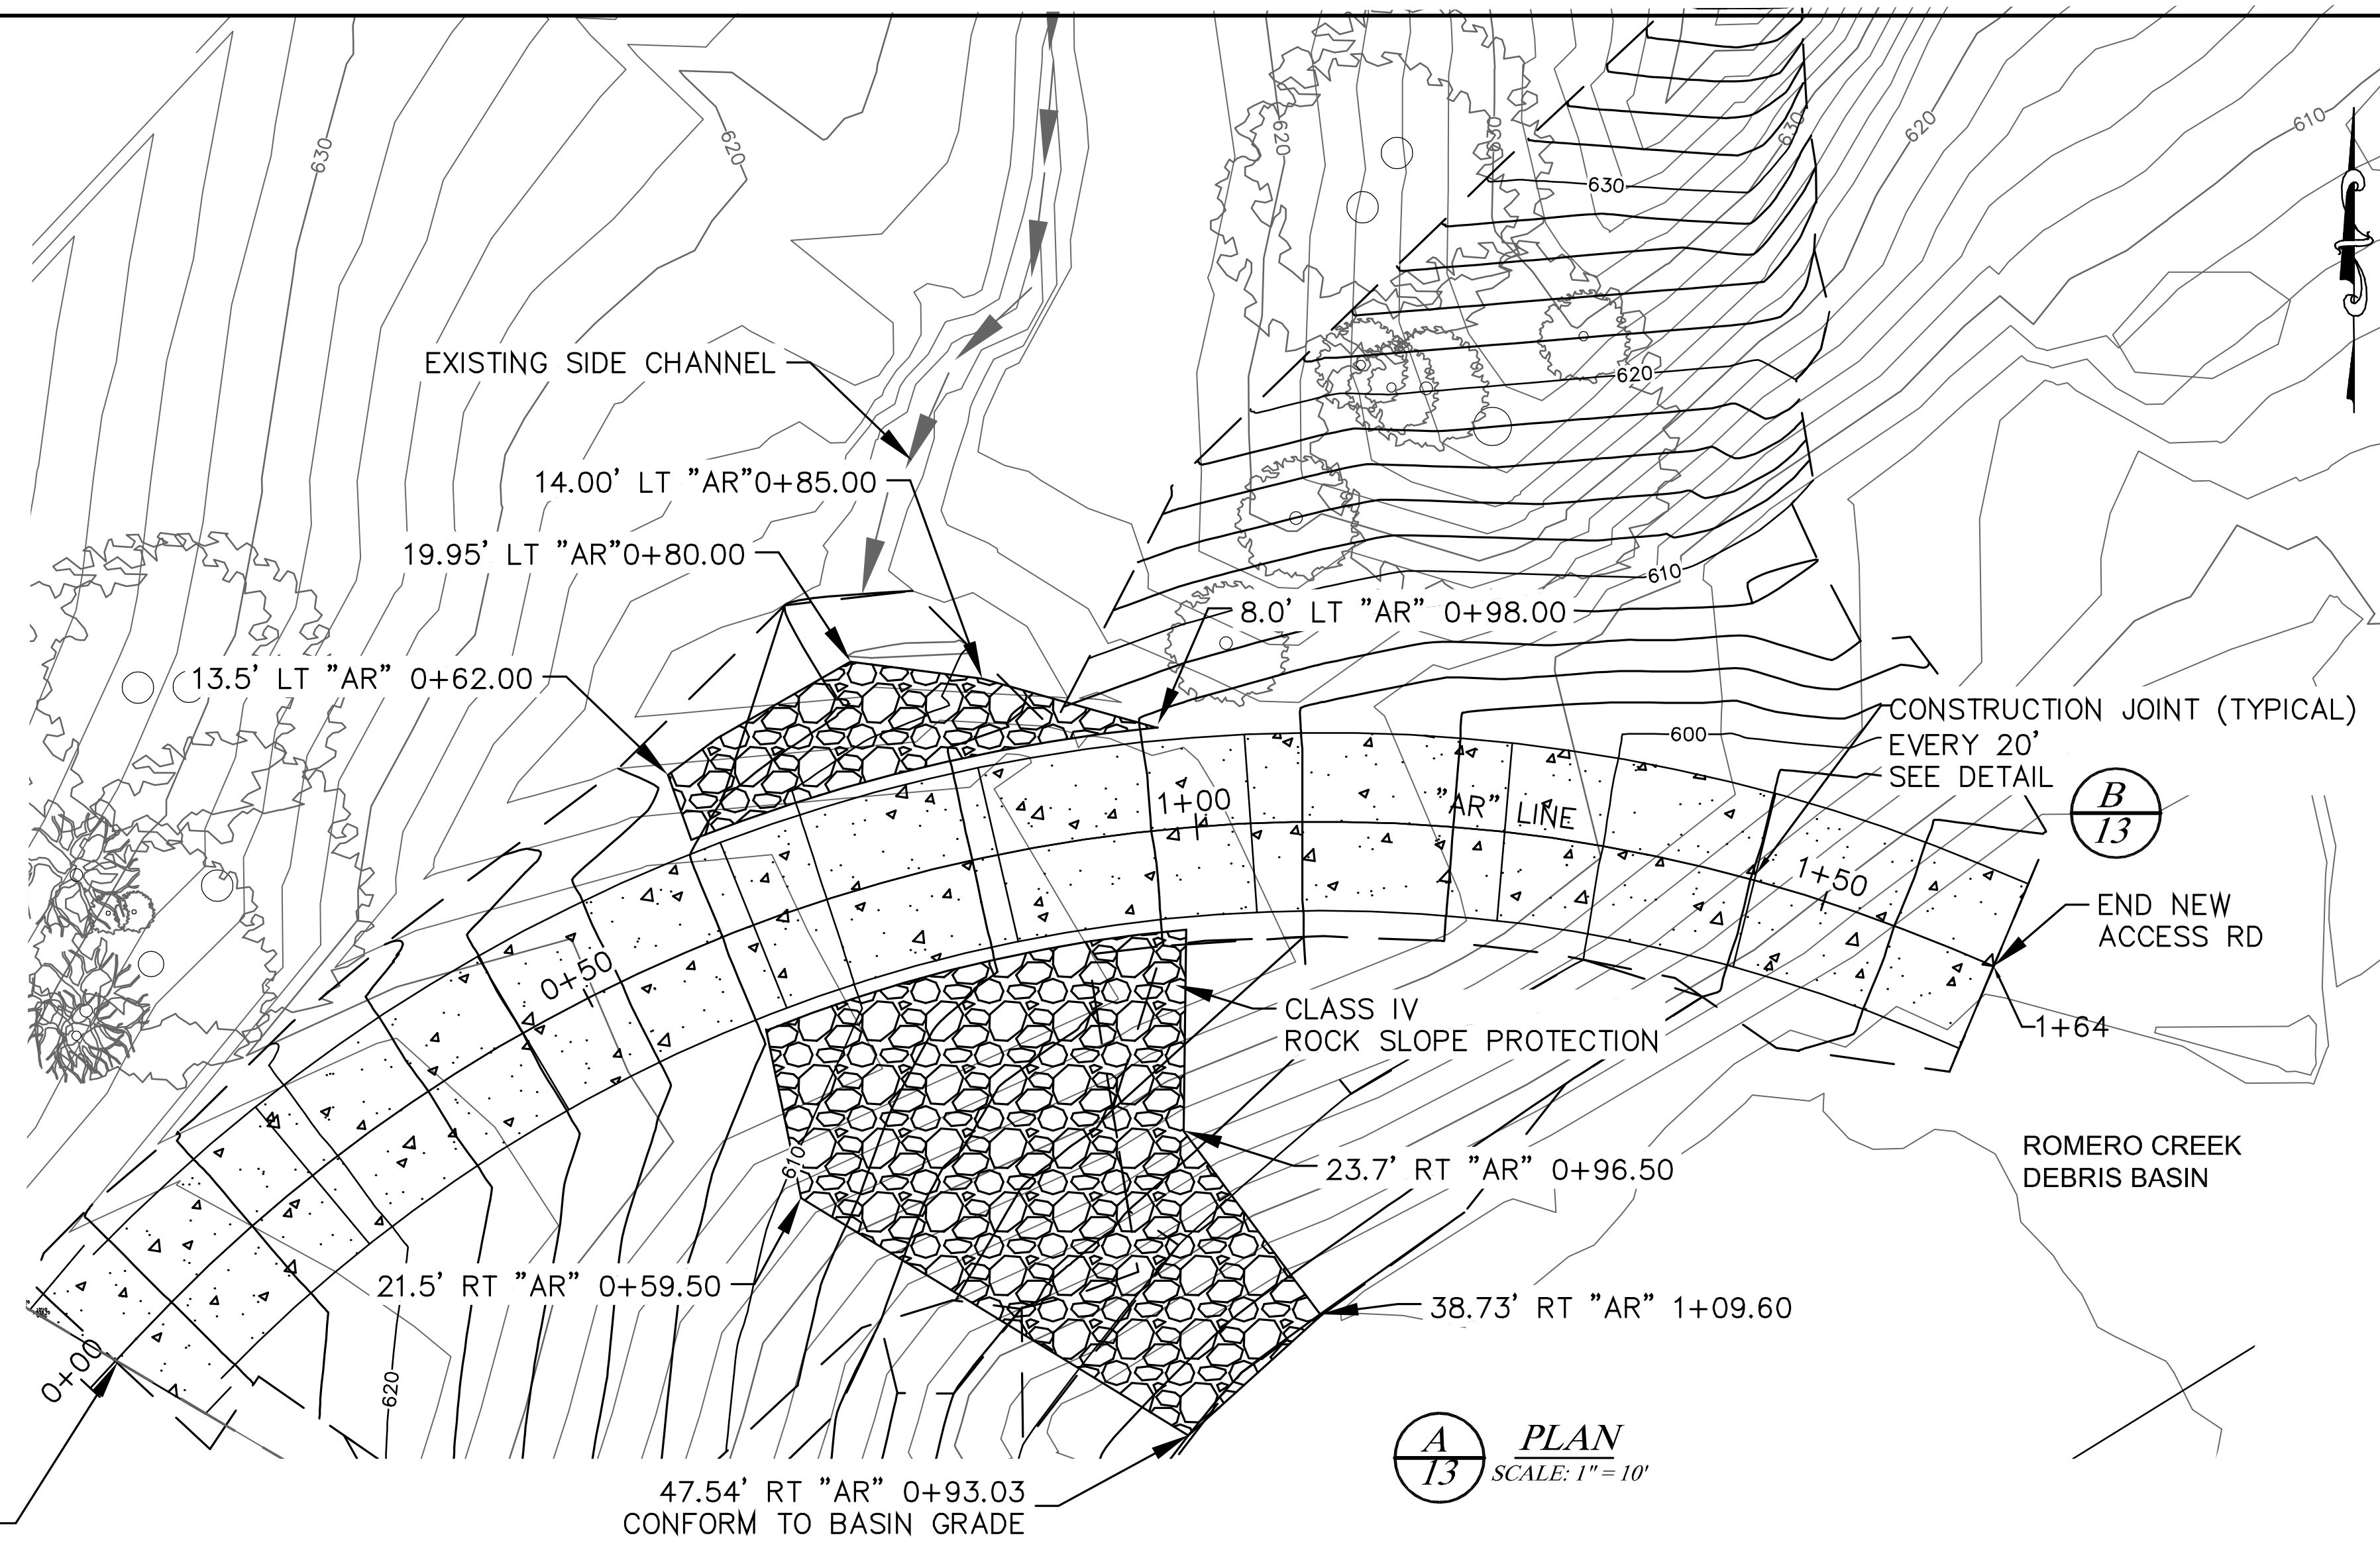 630
620
620
630
630
620
610
630
EXISTING SIDE CHANNEL
620
14.00' LT "AR"0+85.00
19.95' LT "AR"0+80.00
610
8.0' LT "AR" 0+98.00
13.5' LT "AR" 0+62.00
CONSTRUCTION JOINT (TYPICAL)
EVERY 20'
SEE DETAIL
B
13
600
1+00
"AR" LINE
1+50
END NEW
ACCESS RD
0+50
CLASS IV
ROCK SLOPE PROTECTION
1+64
ROMERO CREEK
DEBRIS BASIN
610
23.7' RT "AR" 0+96.50
21.5' RT "AR" 0+59.50
38.73' RT "AR" 1+09.60
0+00
620
A
13
PLAN
SCALE: 1" = 10'
47.54' RT "AR" 0+93.03
CONFORM TO BASIN GRADE